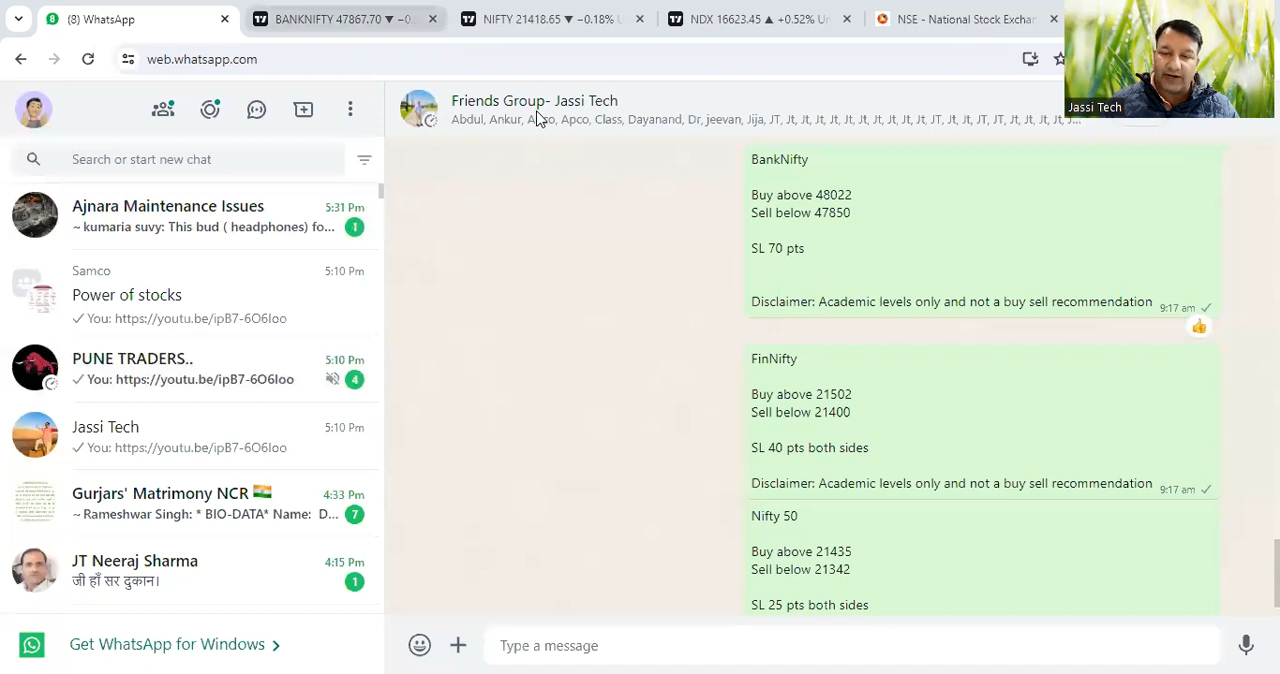 (8) WhatsApp
BANKNIFTY 47867.70 ▼ −0.
NIFTY 21418.65 ▼ −0.18% U
NDX 16623.45 ▲ +0.52% Un
NSE - National Stock Exchan
web.whatsapp.com
Jassi Tech
Friends Group- Jassi Tech
Abdul, Ankur, Apco, Class, Dayanand, Dr, jeevan, Jija, JT, Jt, Jt, Jt, Jt, Jt, Jt, Jt, Jt, Jt, JT, Jt, Jt, JT, JT, Jt, Jt, Jt,...
Search or start new chat
Ajnara Maintenance Issues
5:31 Pm
~ kumaria suvy: This bud ( headphones) fo...
1
Samco
5:10 Pm
Power of stocks
You: https://youtu.be/ipB7-6O6Ioo
PUNE TRADERS..
5:10 Pm
You: https://youtu.be/ipB7-6O6Ioo
4
Jassi Tech
5:10 Pm
You: https://youtu.be/ipB7-6O6Ioo
Gurjars' Matrimny NCR
4:33 Pm
~ Rameshwar Singh: * BIO-DATA* Name: D...
7
JT Neeraj Sharma
4:15 Pm
जी हाँ सर दुकान।
1
Get WhatsApp for Windows
BankNifty
Buy above 48022
Sell below 47850
SL 70 pts
Disclaimer: Academic levels only and not a buy sell recommendation
9:17 am
FinNifty
Buy above 21502
Sell below 21400
SL 40 pts both sides
Disclaimer: Academic levels only and not a buy sell recommendation
9:17 am
Nifty 50
Buy above 21435
Sell below 21342
SL 25 pts both sides
Type a message